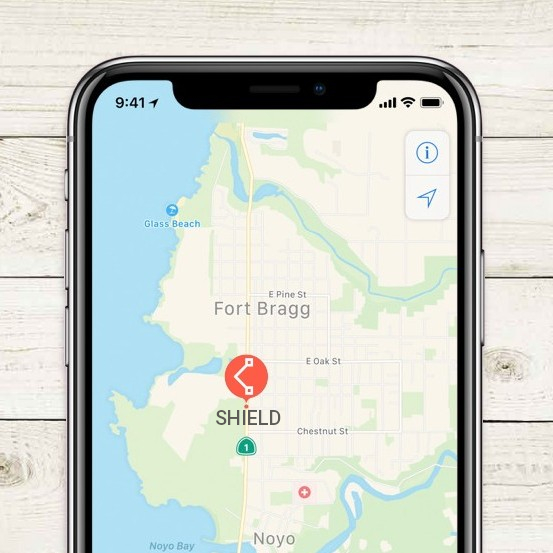 9:41
Glass Beach
E Pine St
Fort Bragg
E Oak St
SHIELD
Chestnut St
1
Noyo
Noyo Bay